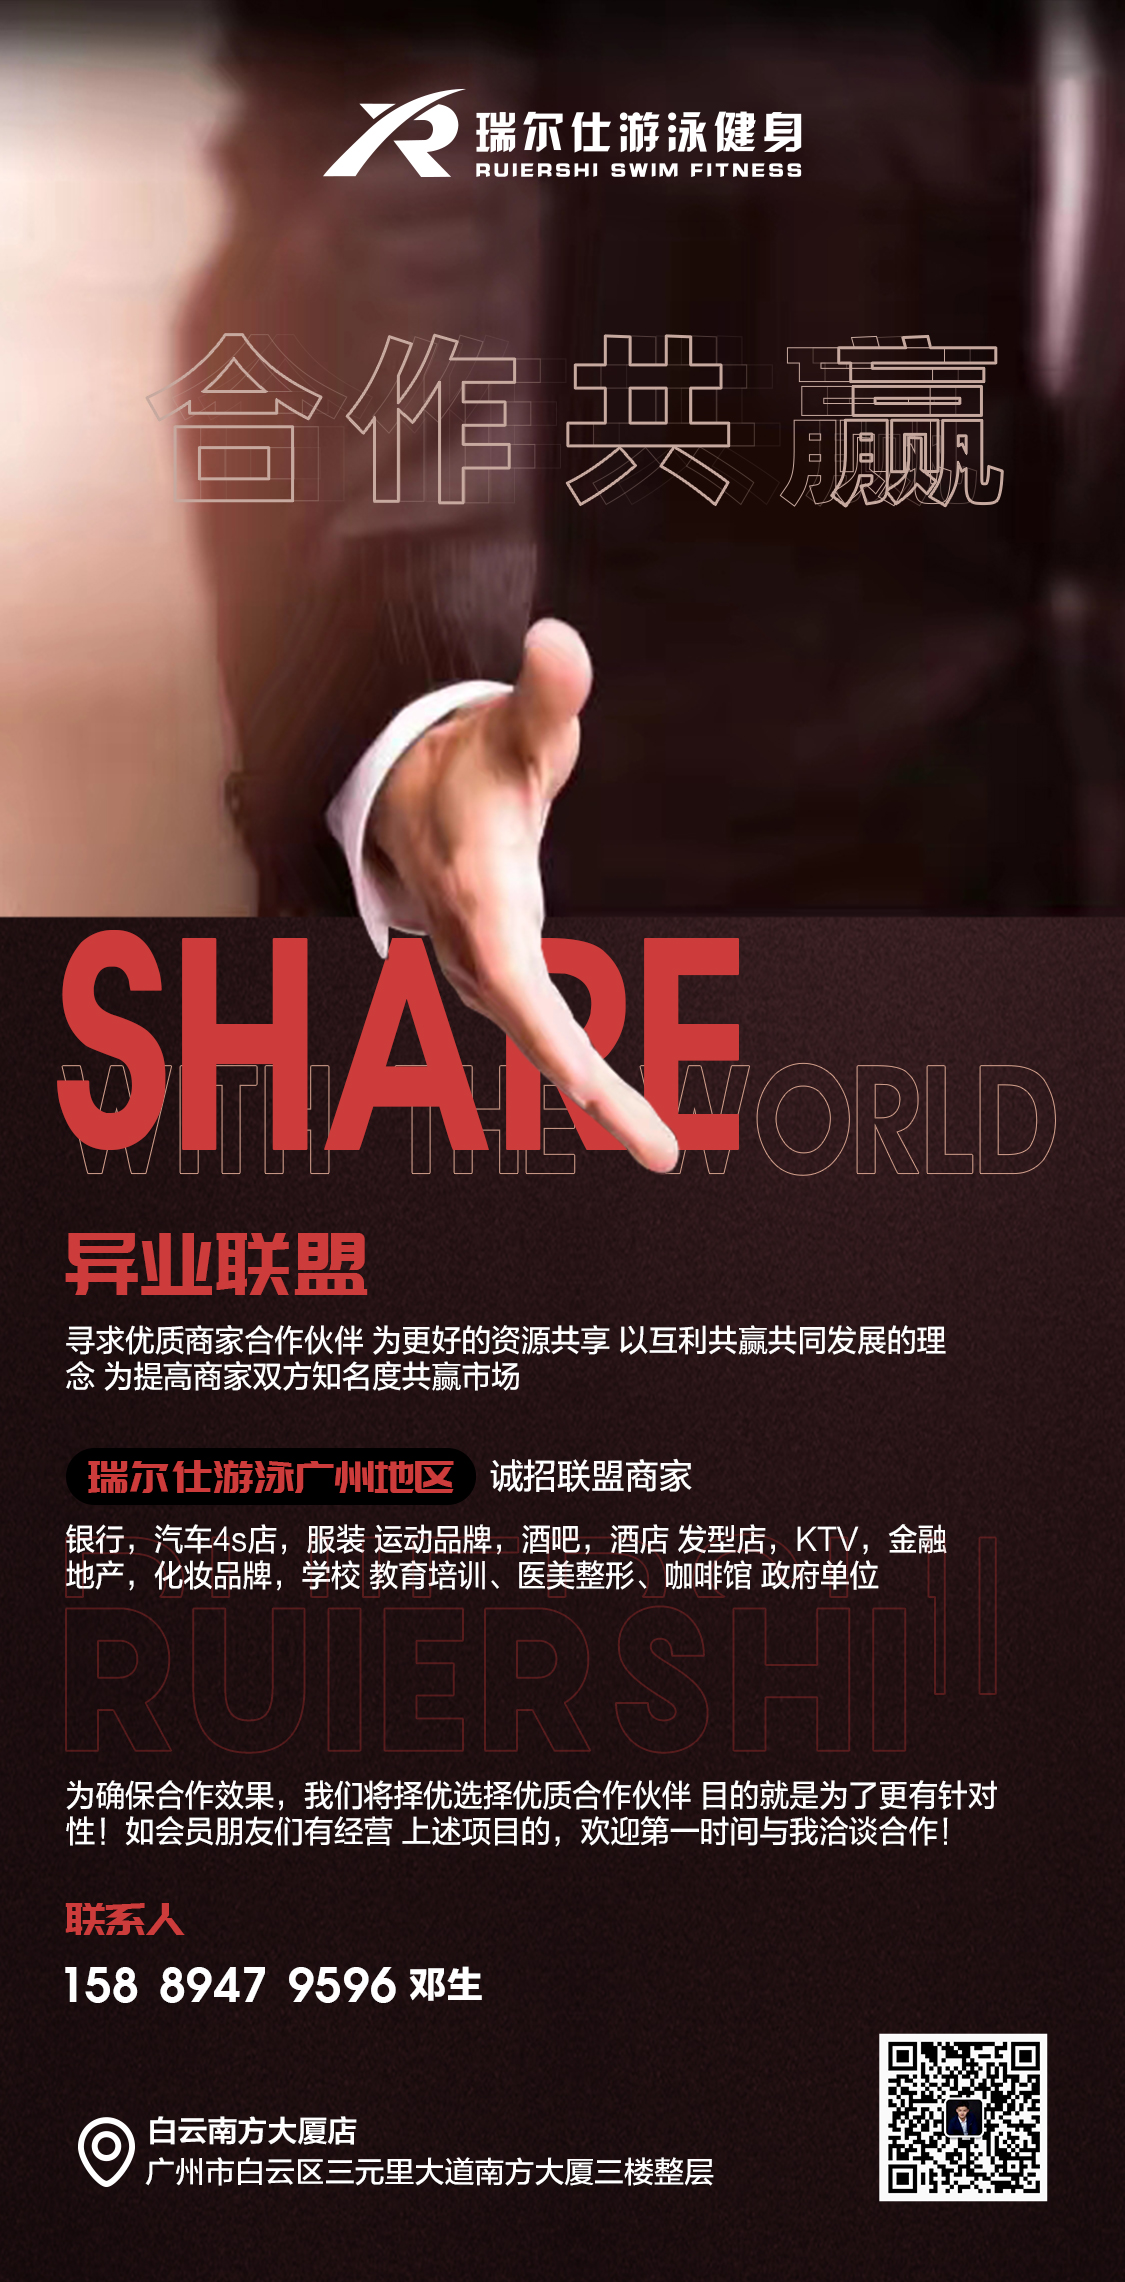 瑞尔仕游泳健身
RUIERSHI SWIM FITNESS
合作共赢
SHARE
WITH THE WORLD
异业联盟
寻求优质商家合作伙伴 为更好的资源共享 以互利共赢共同发展的理
念 为提高商家双方知名度共赢市场
瑞尔仕游泳广州地区 诚招联盟商家
银行，汽车4s店，服装 运动品牌，酒吧，酒店 发型店，KTV，金融
地产，化妆品牌，学校 教育培训、医美整形、咖啡馆 政府单位
RUIERSHI
为确保合作效果，我们将择优选择优质合作伙伴 目的就是为了更有针对
性！如会员朋友们有经营 上述项目的，欢迎第一时间与我洽谈合作！
联系人
158 8947 9596 邓生
白云南方大厦店
广州市白云区三元里大道南方大厦三楼整层